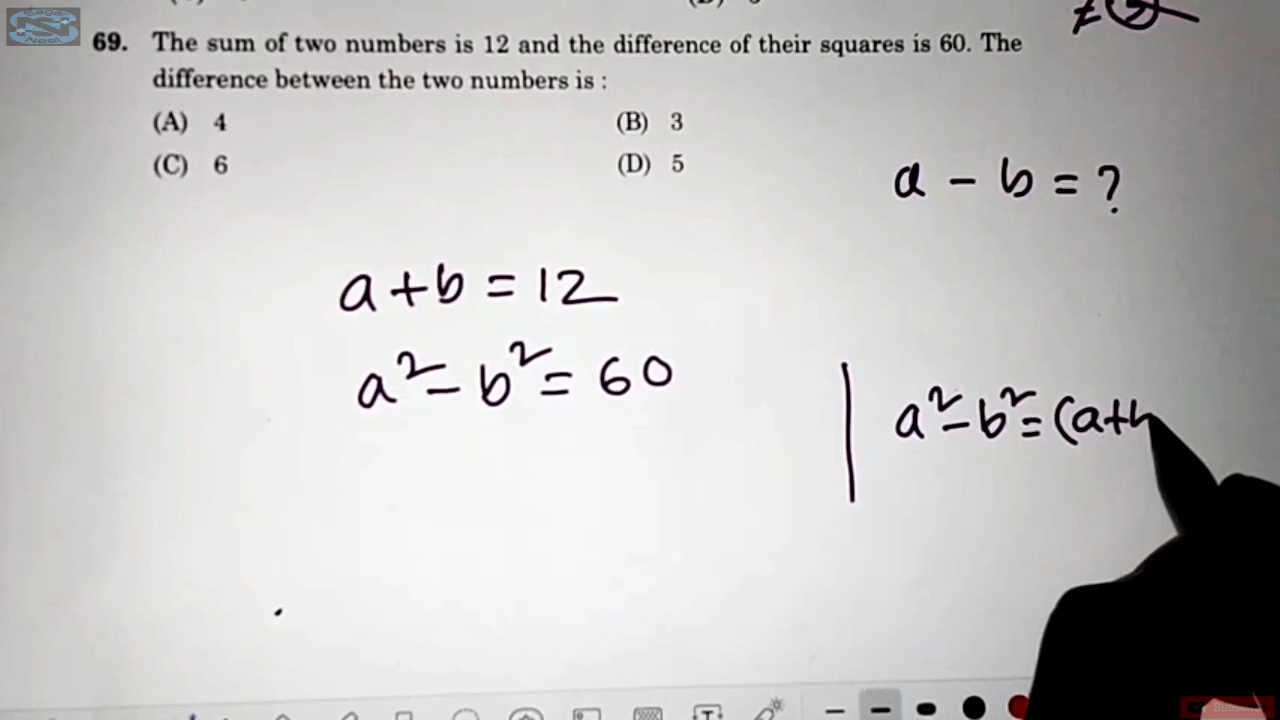 69. The sum of two numbers is 12 and the difference of their squares is 60. The
difference between the two numbers is :
(A) 4 (B) 3
(C) 6 (D) 5
a - b = ?
a + b = 12
a² - b² = 60
a² - b² = (a+b